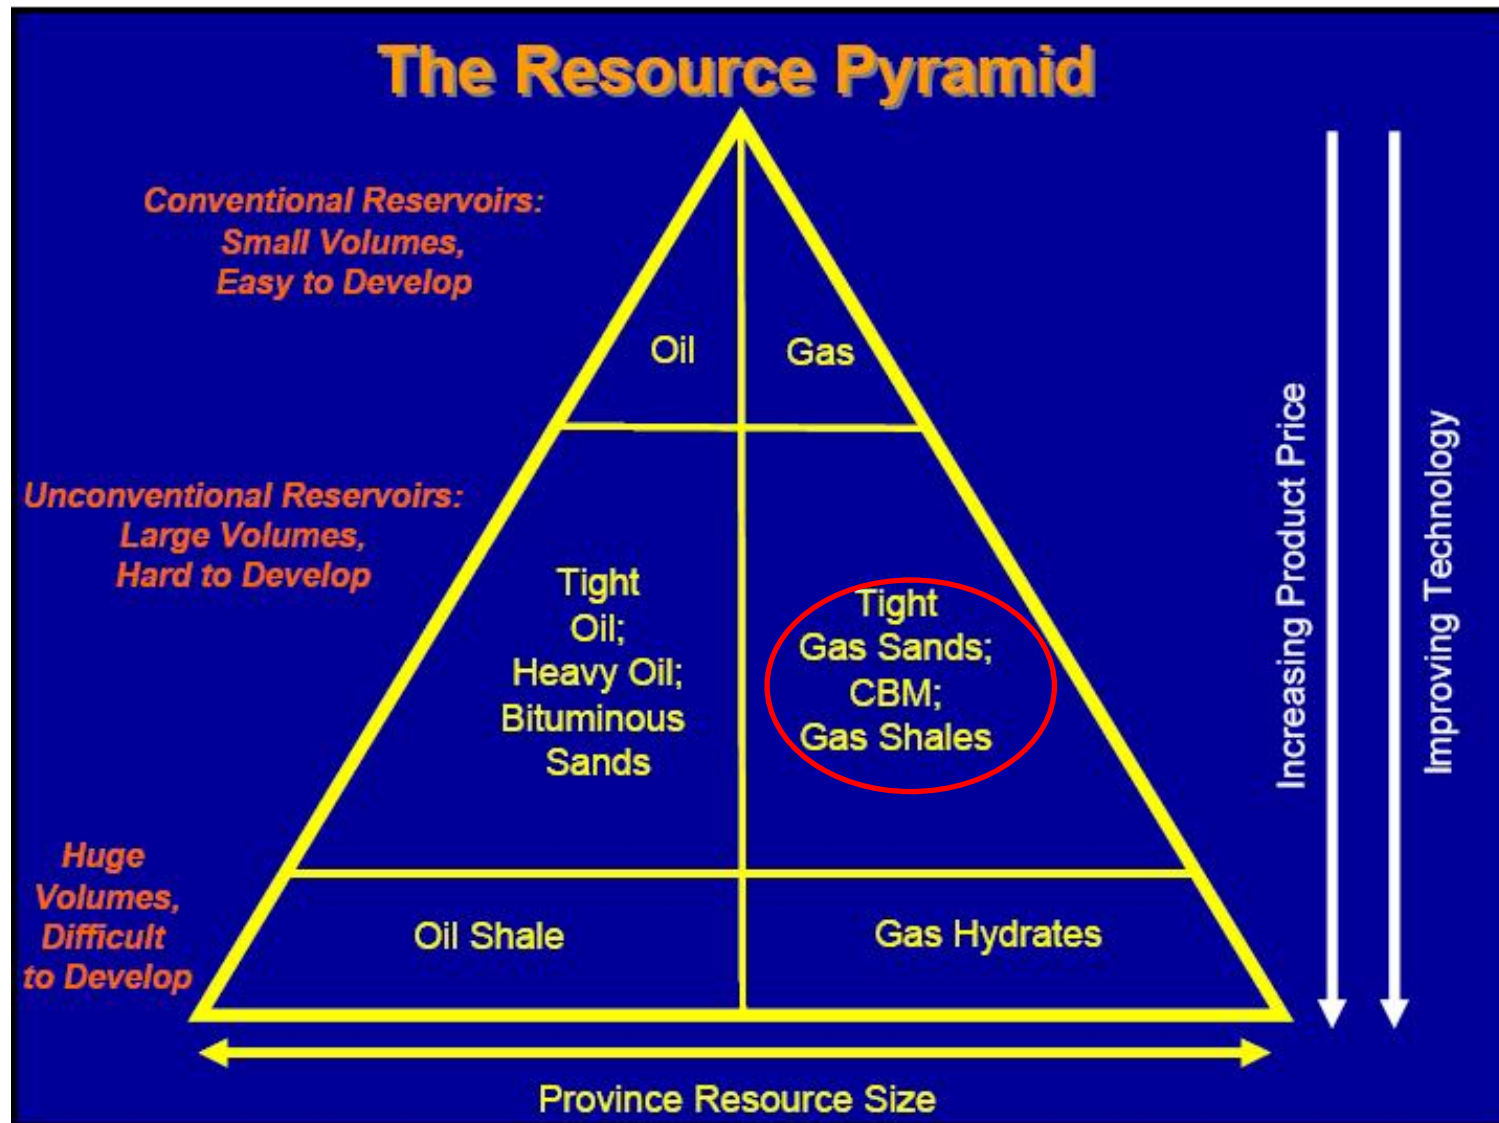 The Resource Pyramid
Conventional Reservoirs:
Small Volumes,
Easy to Develop
Oil
Gas
Unconventional Reservoirs:
Large Volumes,
Hard to Develop
Tight
Oil;
Heavy Oil;
Bituminous
Sands
Tight
Gas Sands;
CBM;
Gas Shales
Huge
Volumes,
Difficult
to Develop
Oil Shale
Gas Hydrates
Increasing Product Price
Improving Technology
Province Resource Size